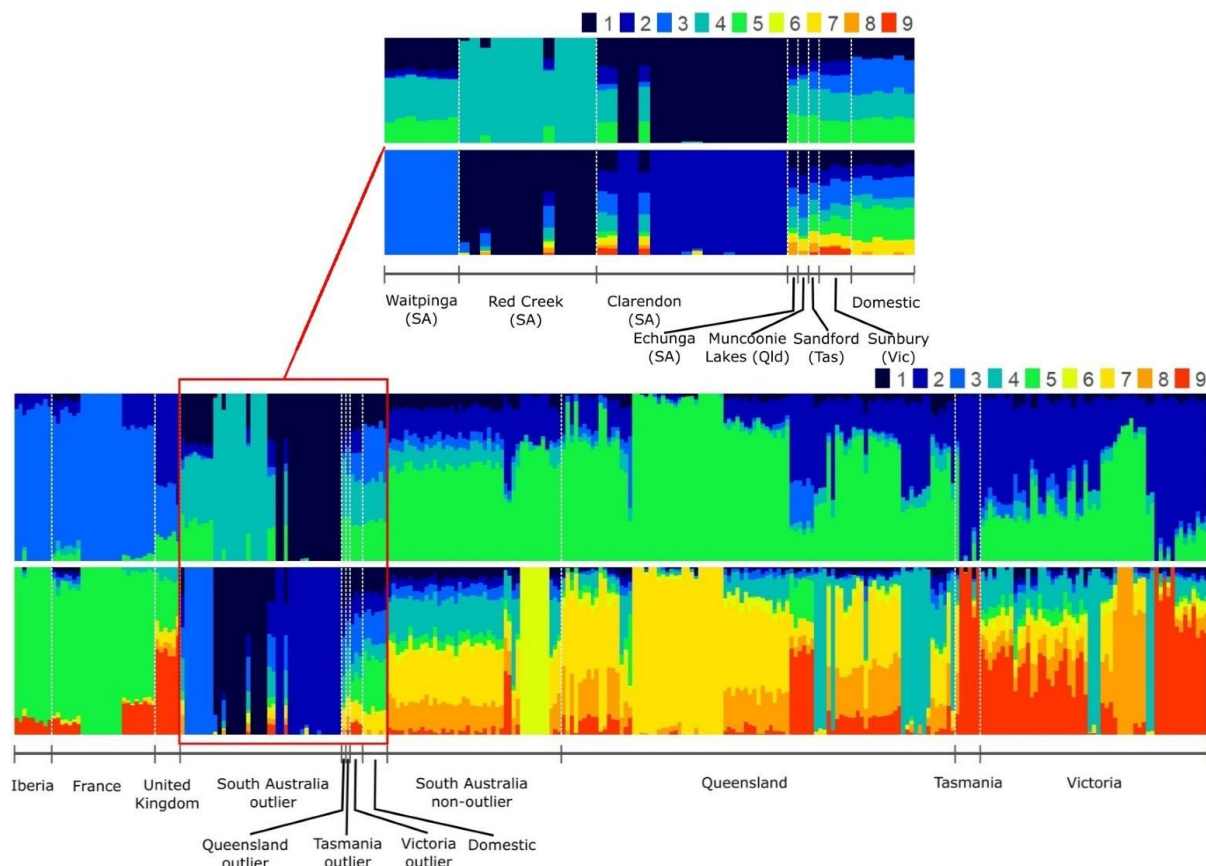 1 2 3 4 5 6 7 8 9
Waitpinga
(SA)
Red Creek
(SA)
Clarendon
(SA)
Domestic
Echunga
(SA)
Muncoonie
Lakes (Qld)
Sandford
(Tas)
Sunbury
(Vic)
1 2 3 4 5 6 7 8 9
Iberia
France
United
Kingdom
South Australia
outlier
South Australia
non-outlier
Queensland
Tasmania
Victoria
Queensland
outlier
Tasmania
outlier
Victoria
outlier
Domestic